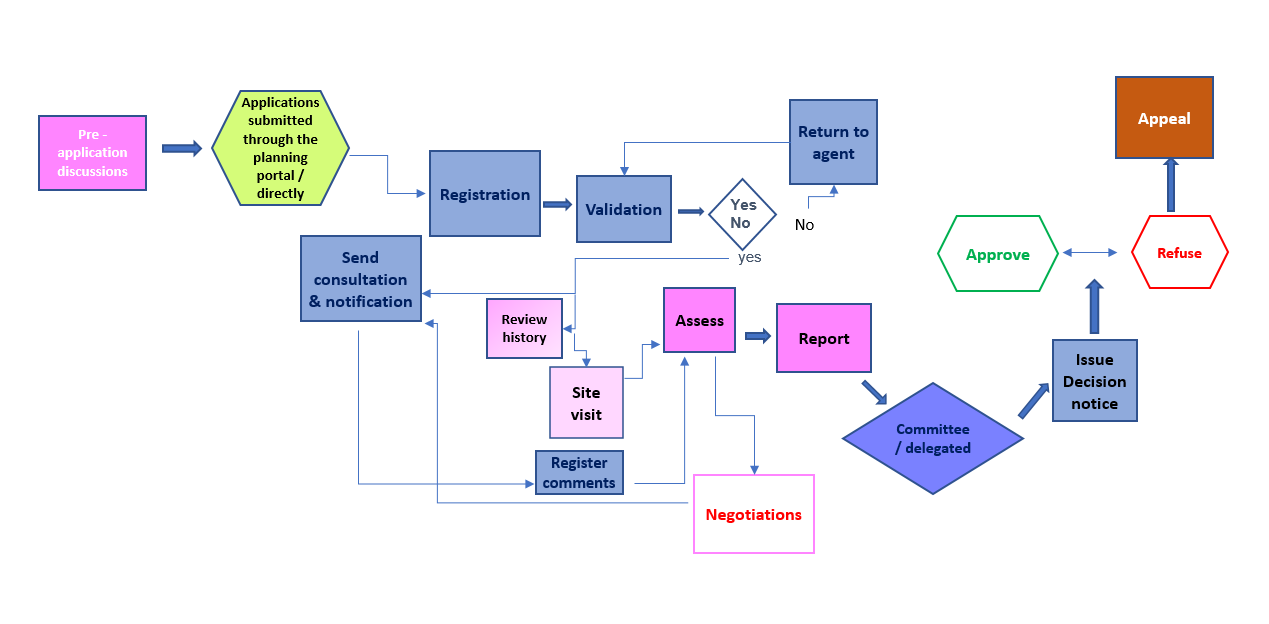 Pre -
application
discussions
Applications
submitted
through the
planning
portal /
directly
Registration
Validation
Yes
No
Return to
agent
No
yes
Send
consultation
& notification
Review
history
Site
visit
Register
comments
Assess
Negotiations
Report
Committee
/ delegated
Issue
Decision
notice
Approve
Refuse
Appeal